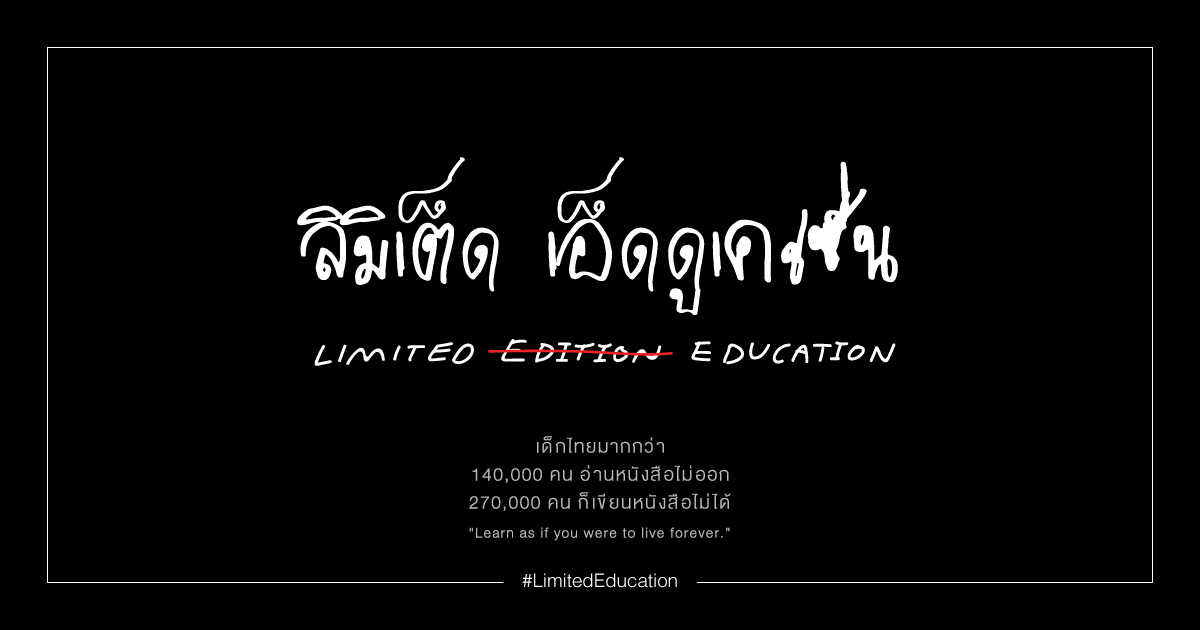 ลิมิเต็ด เอ็ดดูเคชั่น
LIMITED EDITION EDUCATION
เด็กไทยมากกว่า
140,000 คน อ่านหนังสือไม่ออก
270,000 คน ก็เขียนหนังสือไม่ได้
“Learn as if you were to live forever.”
#LimitedEducation